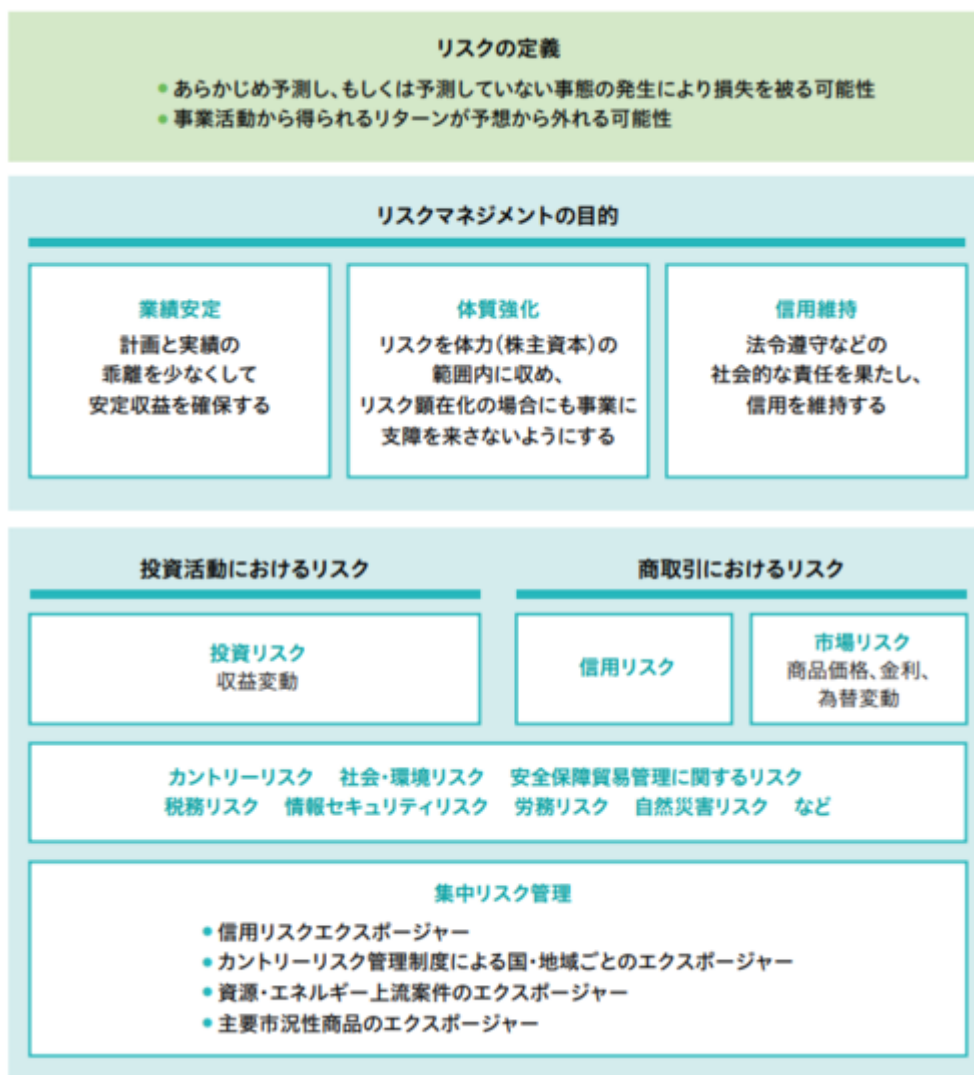 リスクの定義
● あらかじめ予測し、もしくは予測していない事態の発生により損失を被る可能性
● 事業活動から得られるリターンが予想から外れる可能性
リスクマネジメントの目的
業績安定
計画と実績の
乖離を少なくして
安定収益を確保する
体質強化
リスクを体力（株主資本）の
範囲内に収め、
リスク顕在化の場合にも事業に
支障を来さないようにする
信用維持
法令遵守などの
社会的な責任を果たし、
信用を維持する
投資活動におけるリスク
投資リスク
収益変動
商取引におけるリスク
信用リスク
市場リスク
商品価格、金利、
為替変動
カントリーリスク 社会・環境リスク 安全保障貿易管理に関するリスク
税務リスク 情報セキュリティリスク 労務リスク 自然災害リスク など
集中リスク管理
● 信用リスクエクスポージャー
● カントリーリスク管理制度による国・地域ごとのエクスポージャー
● 資源・エネルギー上流案件のエクスポージャー
● 主要市況性商品のエクスポージャー